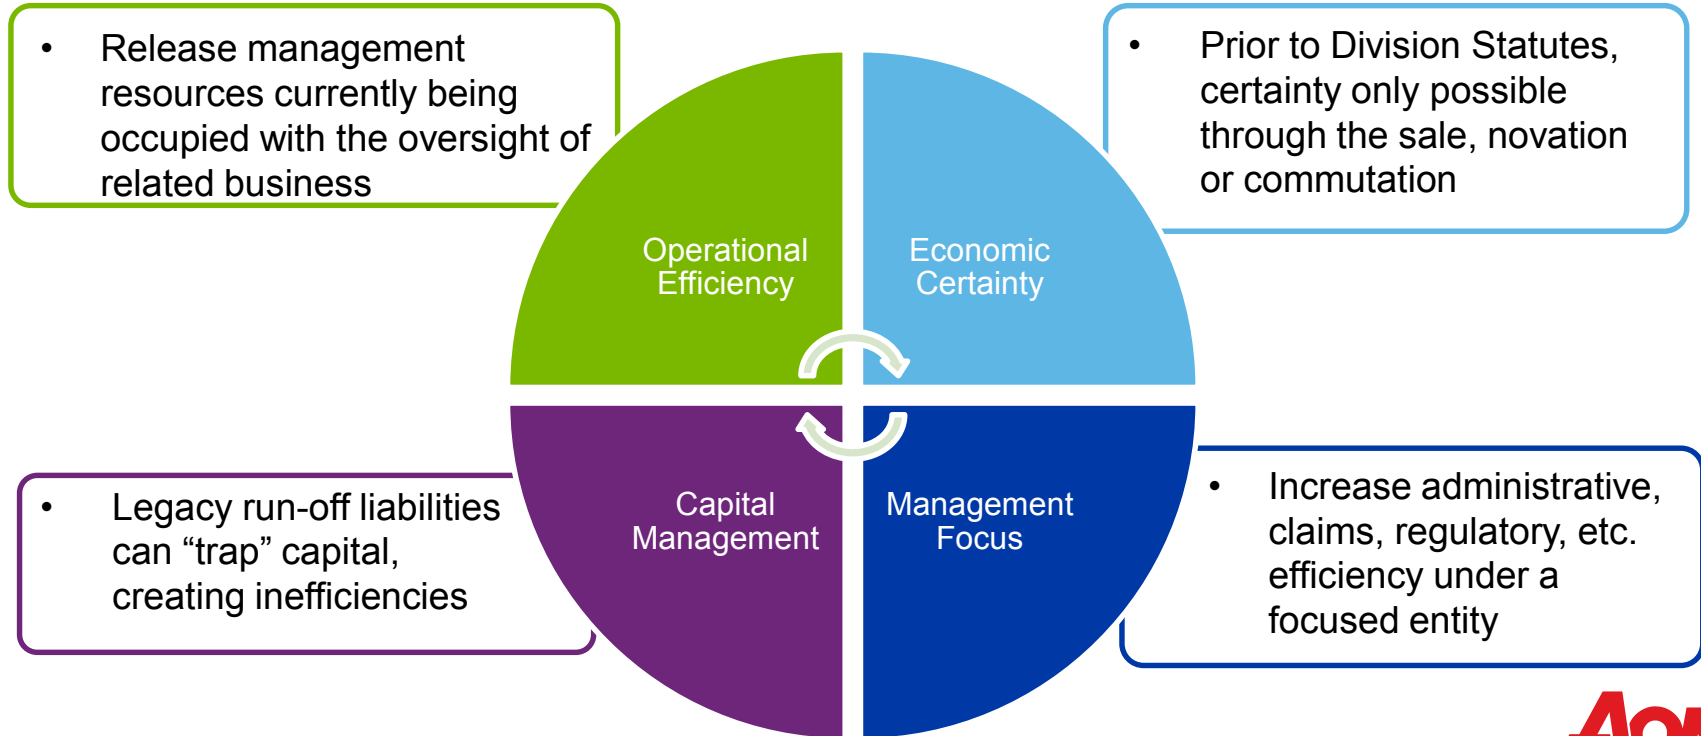 • Release management
resources currently being
occupied with the oversight of
related business
• Prior to Division Statutes,
certainty only possible
through the sale, novation
or commutation
Operational
Efficiency
Economic
Certainty
Capital
Management
Management
Focus
• Legacy run-off liabilities
can “trap” capital,
creating inefficiencies
• Increase administrative,
claims, regulatory, etc.
efficiency under a
focused entity